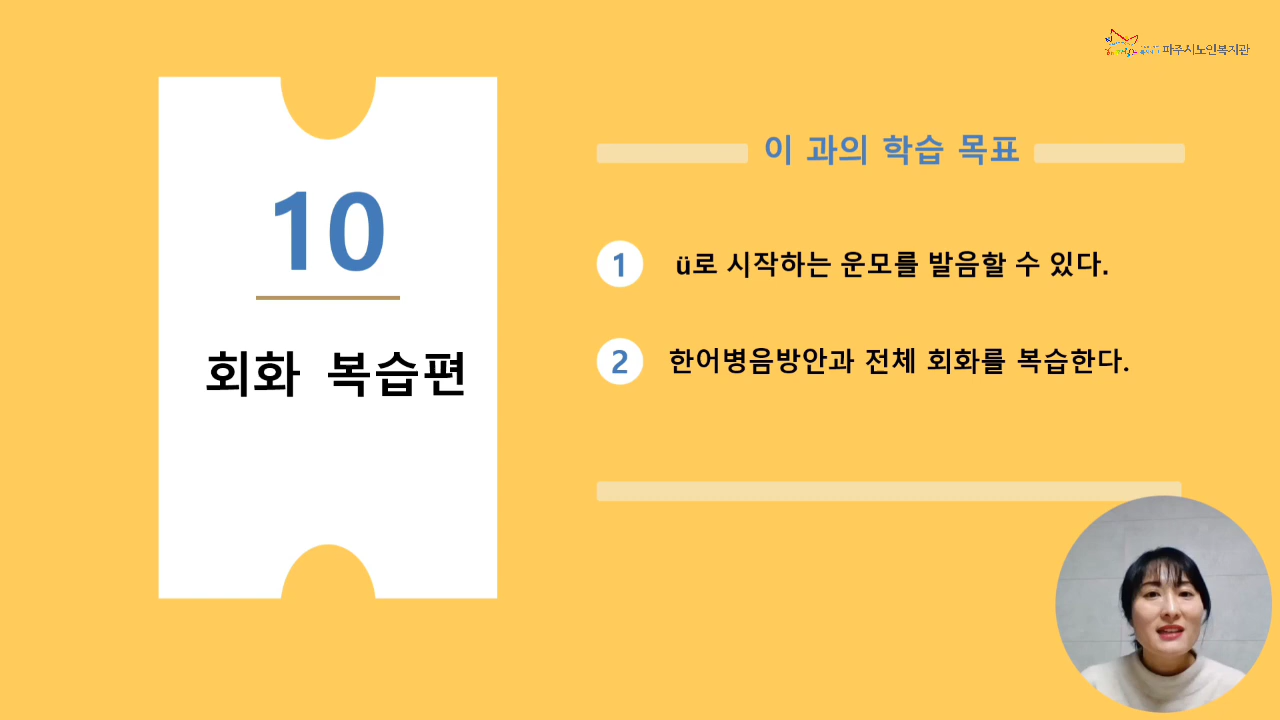 파주시노인복지관
10
회화 복습편
이 과의 학습 목표
1 ü로 시작하는 운모를 발음할 수 있다.
2 한어병음방안과 전체 회화를 복습한다.